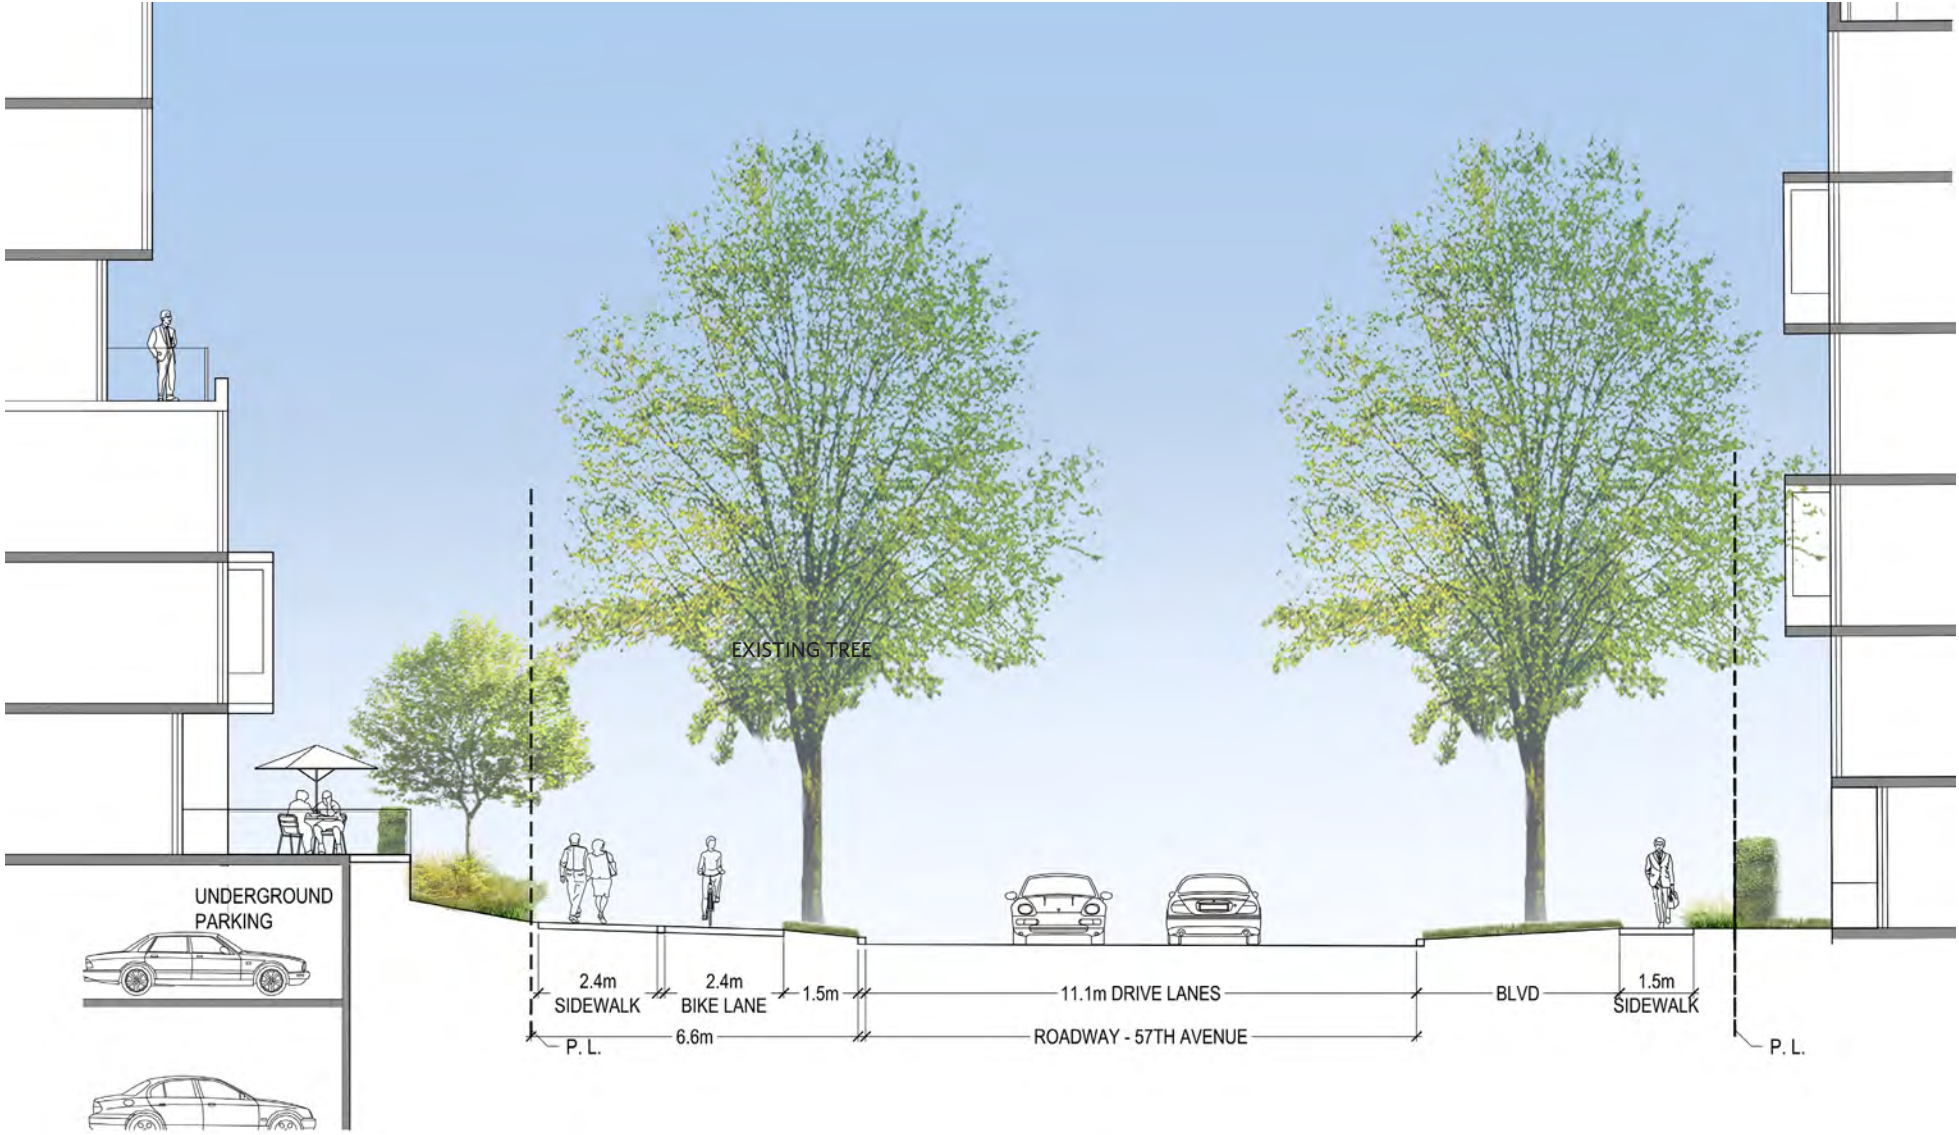 EXISTING TREE
UNDERGROUND
PARKING
2.4m
SIDEWALK
2.4m
BIKE LANE
1.5m
11.1m DRIVE LANES
BLVD
1.5m
SIDEWALK
6.6m
ROADWAY - 57TH AVENUE
P. L.
P. L.